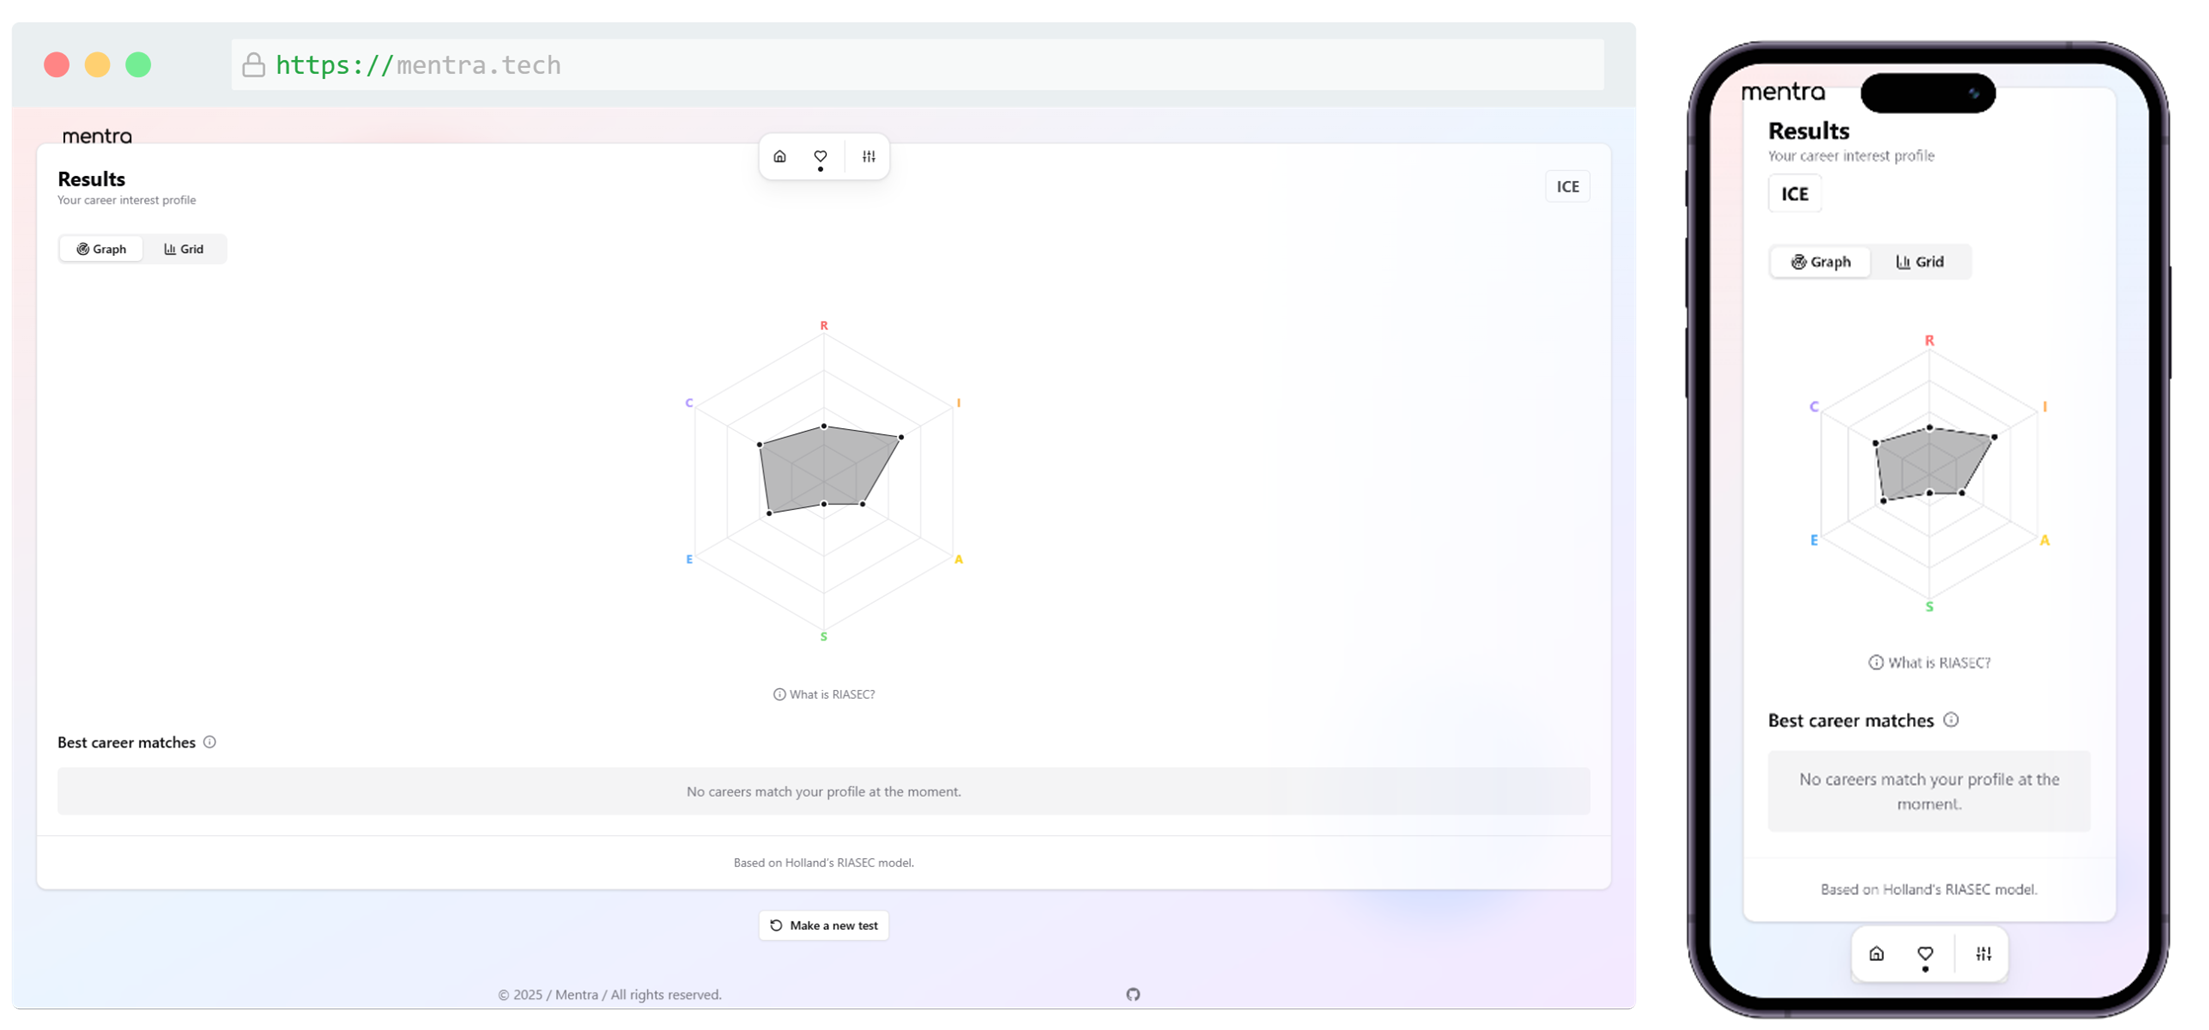 https://mentra.tech
mentra
Results
Your career interest profile
ICE
Graph
Grid
R
C
I
E
A
S
What is RIASEC?
Best career matches
No careers match your profile at the moment.
Based on Holland's RIASEC model.
Make a new test
© 2025 / Mentra / All rights reserved.
mentra
Results
Your career interest profile
ICE
Graph
Grid
R
C
I
E
A
S
What is RIASEC?
Best career matches
No careers match your profile at the
moment.
Based on Holland's RIASEC model.